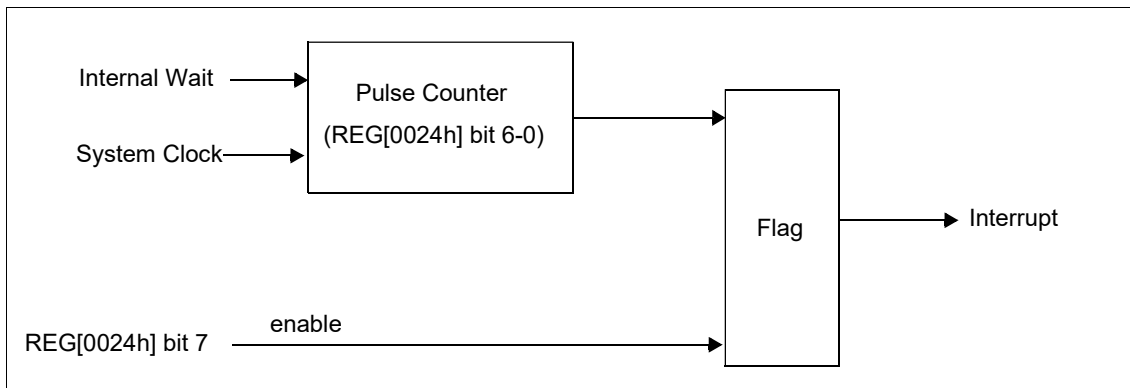 Internal Wait
Pulse Counter
(REG[0024h] bit 6-0)
System Clock
Flag
Interrupt
enable
REG[0024h] bit 7